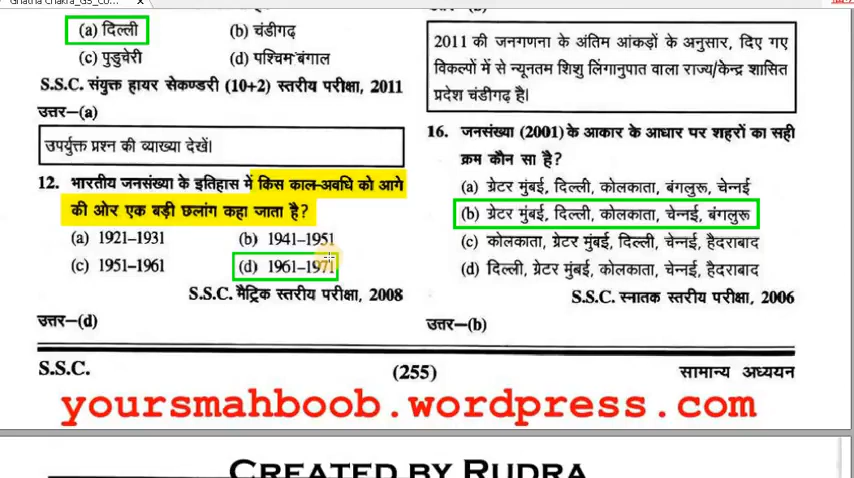 Ghatna Chakra_GS_CU... ×
(a) दिल्ली (b) चंडीगढ़
(c) पुडुचेरी (d) पश्चिम बंगाल
S.S.C. संयुक्त हायर सेकण्डरी (10+2) स्तरीय परीक्षा, 2011
उत्तर–(a)
उपर्युक्त प्रश्न की व्याख्या देखें।
12. भारतीय जनसंख्या के इतिहास में किस काल-अवधि को आगे
की ओर एक बड़ी छलांग कहा जाता है?
(a) 1921–1931 (b) 1941–1951
(c) 1951–1961 (d) 1961–1971
S.S.C. मैट्रिक स्तरीय परीक्षा, 2008
उत्तर–(d)
2011 की जनगणना के अंतिम आंकड़ों के अनुसार, दिए गए
विकल्पों में से न्यूनतम शिशु लिंगानुपात वाला राज्य/केन्द्र शासित
प्रदेश चंडीगढ़ है।
16. जनसंख्या (2001) के आकार के आधार पर शहरों का सही
क्रम कौन सा है?
(a) ग्रेटर मुंबई, दिल्ली, कोलकाता, बंगलुरू, चेन्नई
(b) ग्रेटर मुंबई, दिल्ली, कोलकाता, चेन्नई, बंगलुरू
(c) कोलकाता, ग्रेटर मुंबई, दिल्ली, चेन्नई, हैदराबाद
(d) दिल्ली, ग्रेटर मुंबई, कोलकाता, चेन्नई, हैदराबाद
S.S.C. स्नातक स्तरीय परीक्षा, 2006
उत्तर–(b)
S.S.C. (255) सामान्य अध्ययन
yoursmahboob.wordpress.com
CREATED BY RUDRA